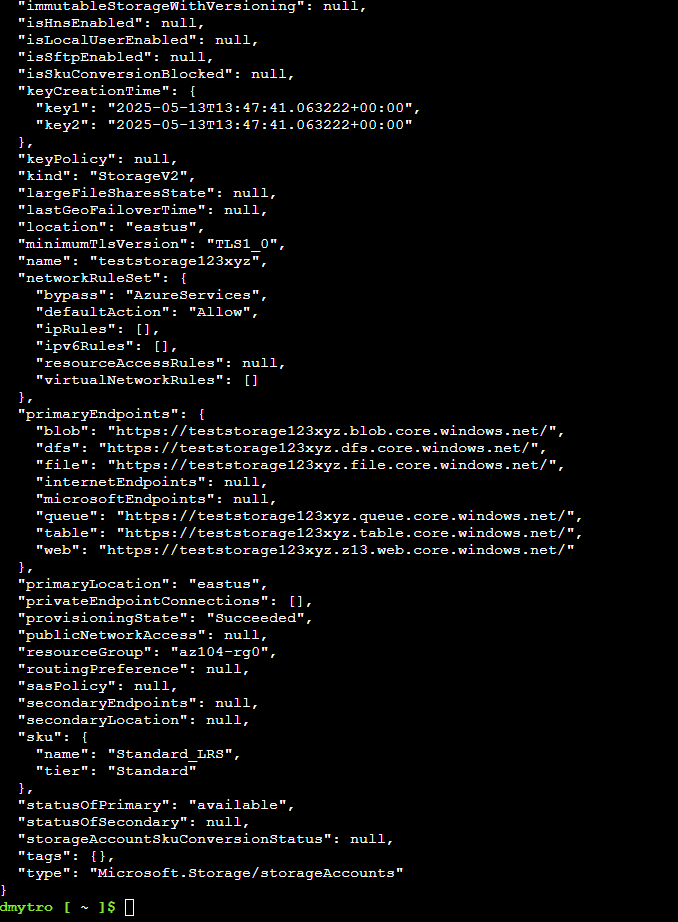 "immutableStorageWithVersioning": null,
"isHnsEnabled": null,
"isLocalUserEnabled": null,
"isSftpEnabled": null,
"isSkuConversionBlocked": null,
"keyCreationTime": {
"key1": "2025-05-13T13:47:41.063222+00:00",
"key2": "2025-05-13T13:47:41.063222+00:00"
},
"keyPolicy": null,
"kind": "StorageV2",
"largeFileSharesState": null,
"lastGeoFailoverTime": null,
"location": "eastus",
"minimumTlsVersion": "TLS1_0",
"name": "teststorage123xyz",
"networkRuleSet": {
"bypass": "AzureServices",
"defaultAction": "Allow",
"ipRules": [],
"ipv6Rules": [],
"resourceAccessRules": null,
"virtualNetworkRules": []
},
"primaryEndpoints": {
"blob": "https://teststorage123xyz.blob.core.windows.net/",
"dfs": "https://teststorage123xyz.dfs.core.windows.net/",
"file": "https://teststorage123xyz.file.core.windows.net/",
"internetEndpoints": null,
"microsoftEndpoints": null,
"queue": "https://teststorage123xyz.queue.core.windows.net/",
"table": "https://teststorage123xyz.table.core.windows.net/",
"web": "https://teststorage123xyz.z13.web.core.windows.net/"
},
"primaryLocation": "eastus",
"privateEndpointConnections": [],
"provisioningState": "Succeeded",
"publicNetworkAccess": null,
"resourceGroup": "az104-rg0",
"routingPreference": null,
"sasPolicy": null,
"secondaryEndpoints": null,
"secondaryLocation": null,
"sku": {
"name": "Standard_LRS",
"tier": "Standard"
},
"statusOfPrimary": "available",
"statusOfSecondary": null,
"storageAccountSkuConversionStatus": null,
"tags": {},
"type": "Microsoft.Storage/storageAccounts"
}
dmytro [ ~ ]$